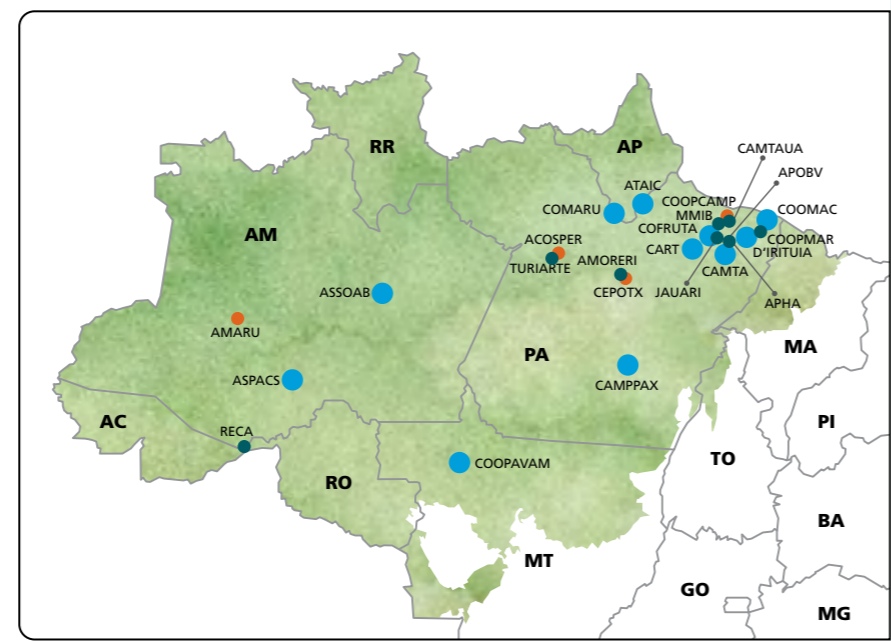 RR
AP
CAMTAUA
APOBV
ATAIC
COOPCAMP
COMARU
MMIB
COOMAC
AM
COFRUTA
ACOSPER
CART
COOPMAR
D'IRITUIA
TURIARTE
AMORERI
CAMTA
ASSOAB
CEPOTX
JAUARI
APHA
AMARU
PA
MA
ASPACS
CAMPPAX
AC
RECA
PI
TO
COOPAVAM
RO
BA
MT
GO
MG